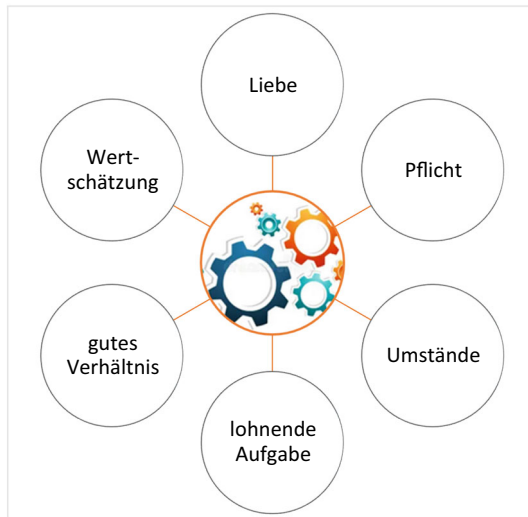 Liebe
Pflicht
Umstände
lohnende
Aufgabe
gutes
Verhältnis
Wert-
schätzung